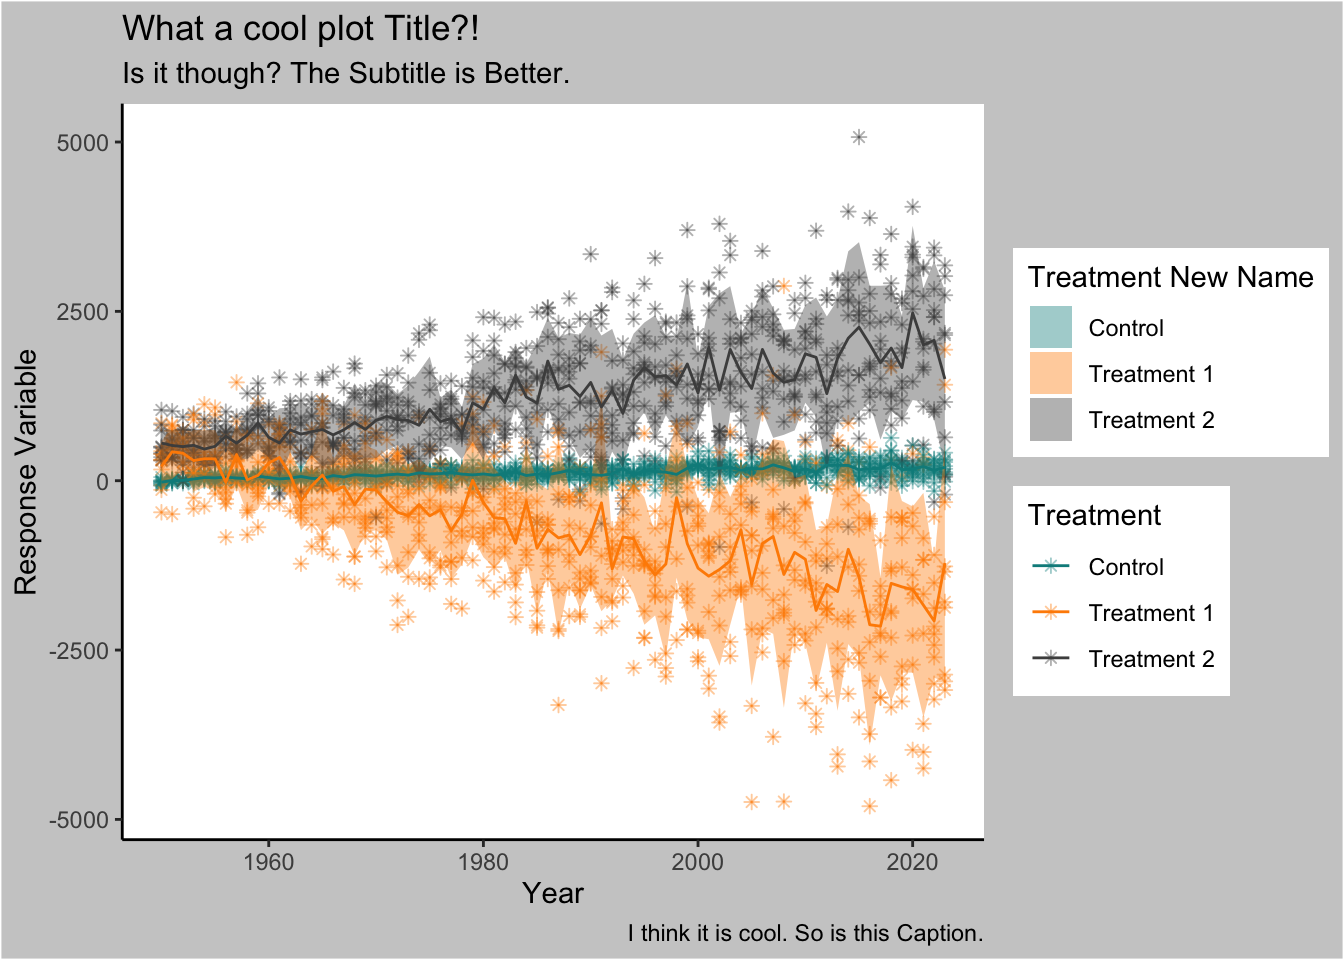 What a cool plot Title?!
Is it though? The Subtitle is Better.
5000
2500
0
-2500
-5000
Response Variable
1960
1980
2000
2020
Year
I think it is cool. So is this Caption.
Treatment New Name
Control
Treatment 1
Treatment 2
Treatment
Control
Treatment 1
Treatment 2